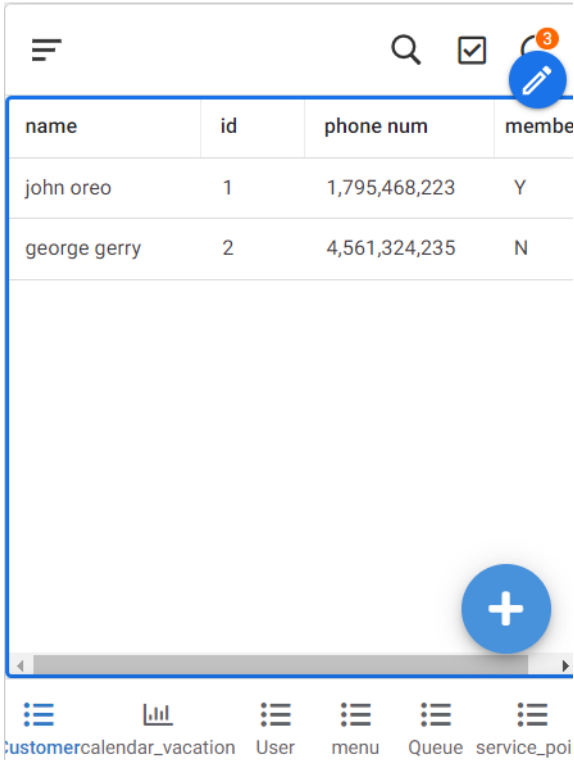 3
name id phone num membe
john oreo 1 1,795,468,223 Y
george gerry 2 4,561,324,235 N
Customer calendar_vacation User menu Queue service_poi